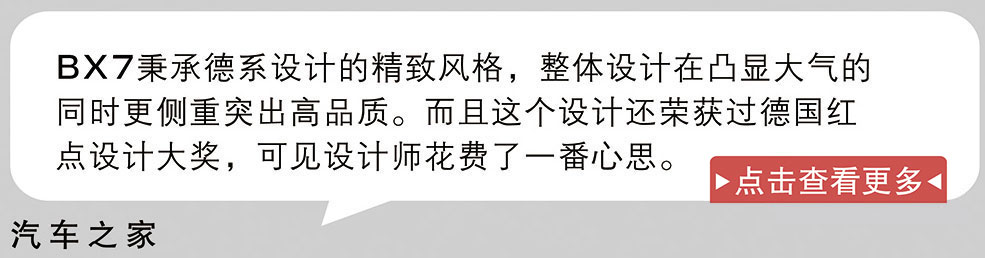 BX7秉承德系设计的精致风格，整体设计在凸显大气的
同时更侧重突出高品质。而且这个设计还荣获过德国红
点设计大奖，可见设计师花费了一番心思。
点击查看更多
汽车之家